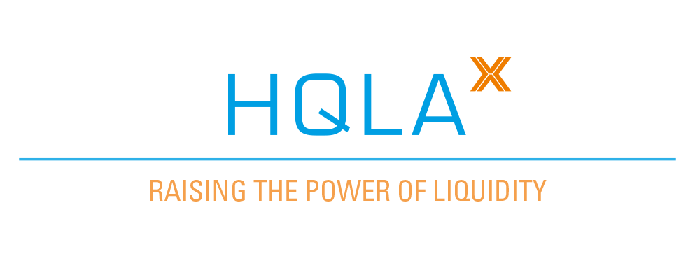 HQLAX
RAISING THE POWER OF LIQUIDITY